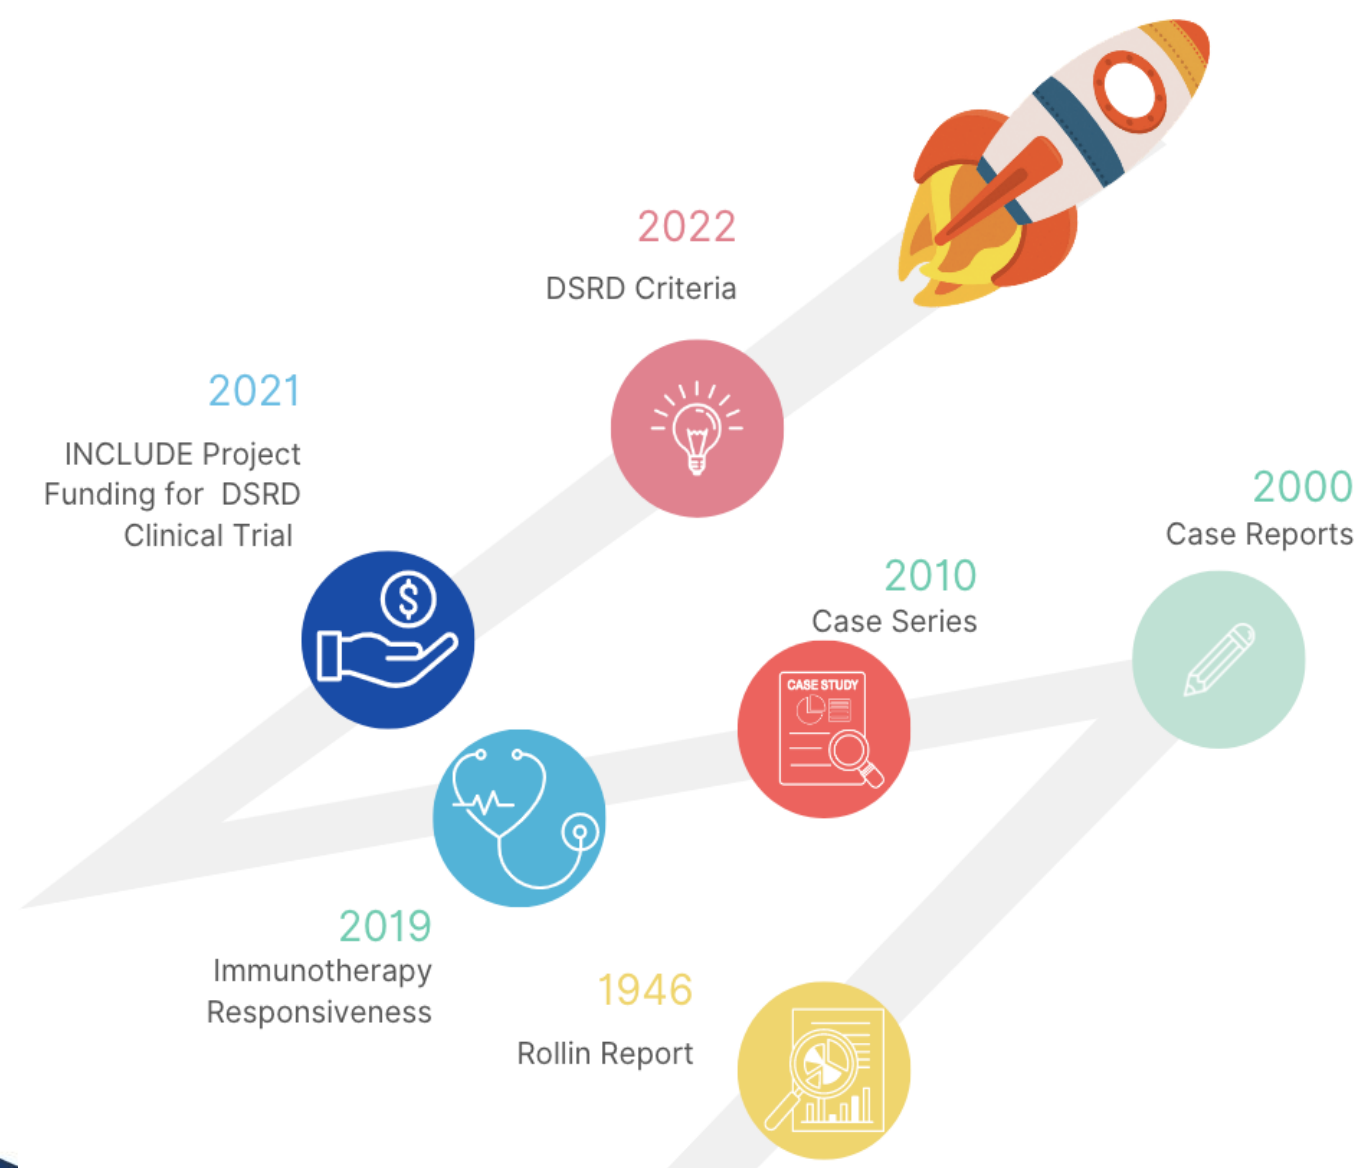 2022
DSRD Criteria
2021
INCLUDE Project
Funding for DSRD
Clinical Trial
$
2000
Case Reports
2010
Case Series
CASE STUDY
2019
Immunotherapy
Responsiveness
1946
Rollin Report